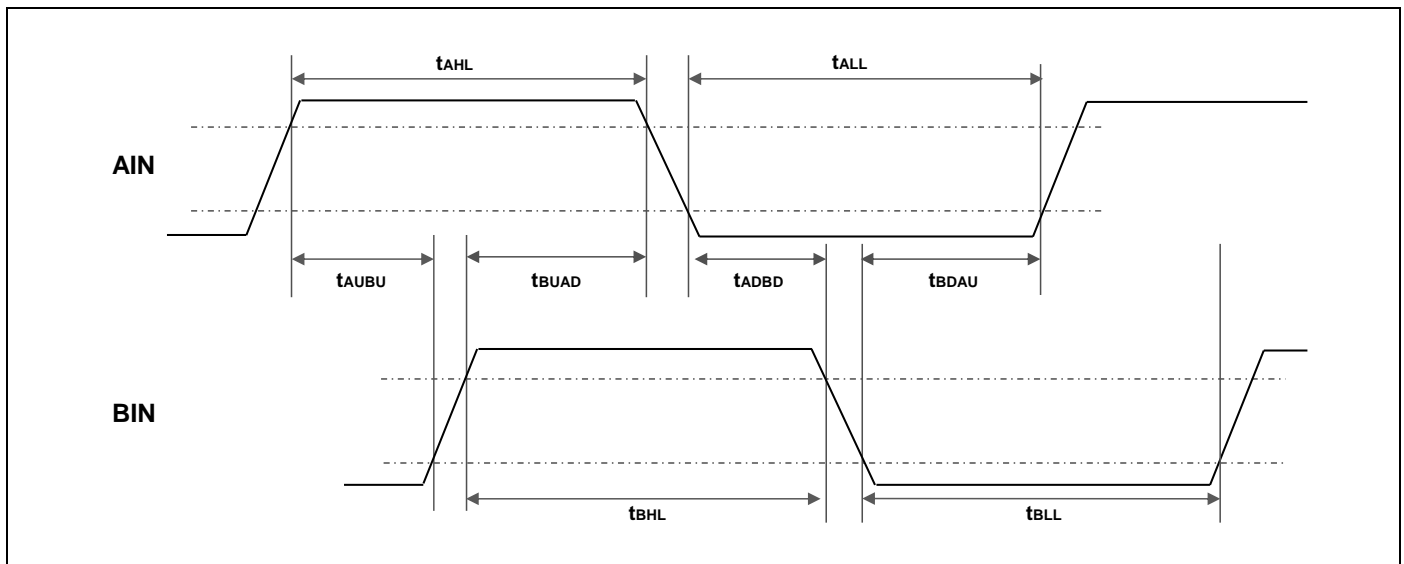 tAHL tALL
AIN
tAUBU tBUAD tADBD tBDAU
BIN
tBHL tBLL